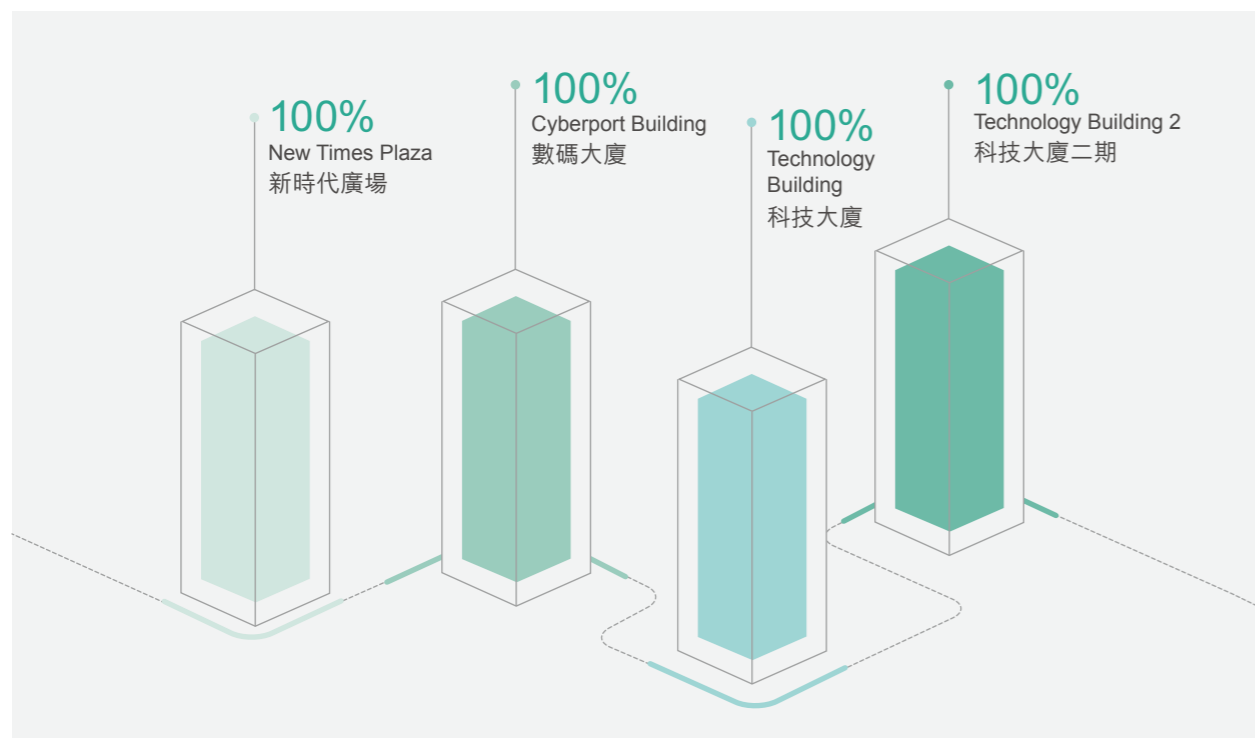 100%
New Times Plaza
新時代廣場
100%
Cyberport Building
數碼大廈
100%
Technology
Building
科技大廈
100%
Technology Building 2
科技大廈二期